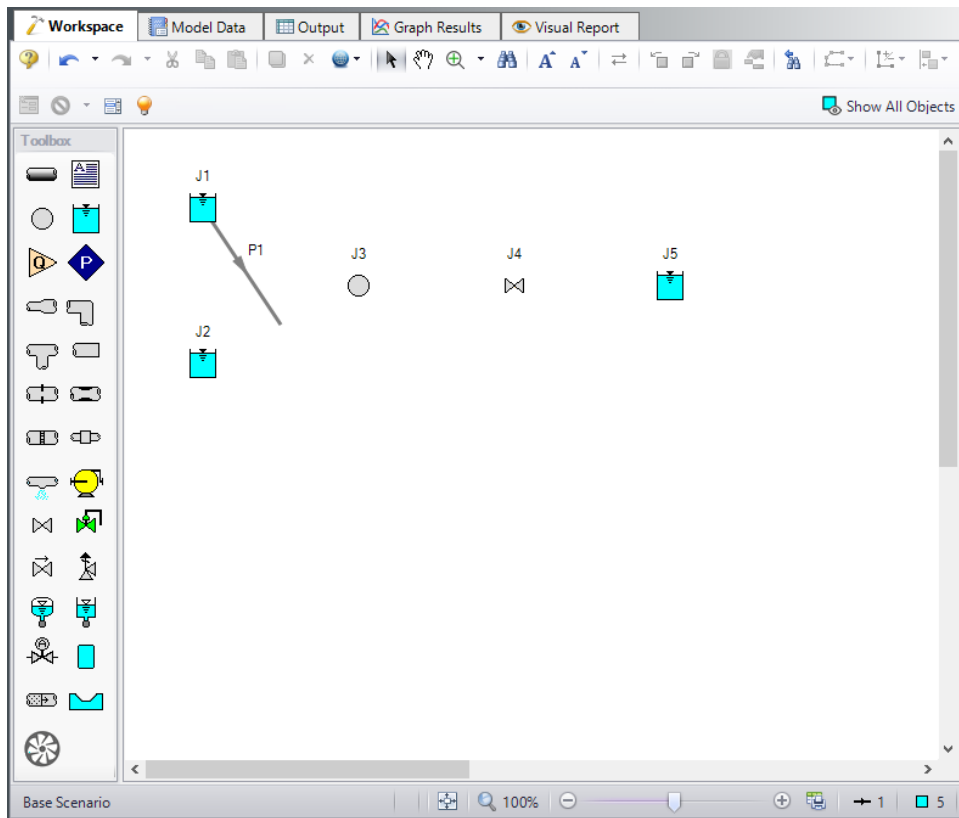 Workspace Model Data Output Graph Results Visual Report
A A
Show All Objects
Toolbox
A
J1
Q P
P1 J3 J4 J5
J2
A
Base Scenario 100% 1 5